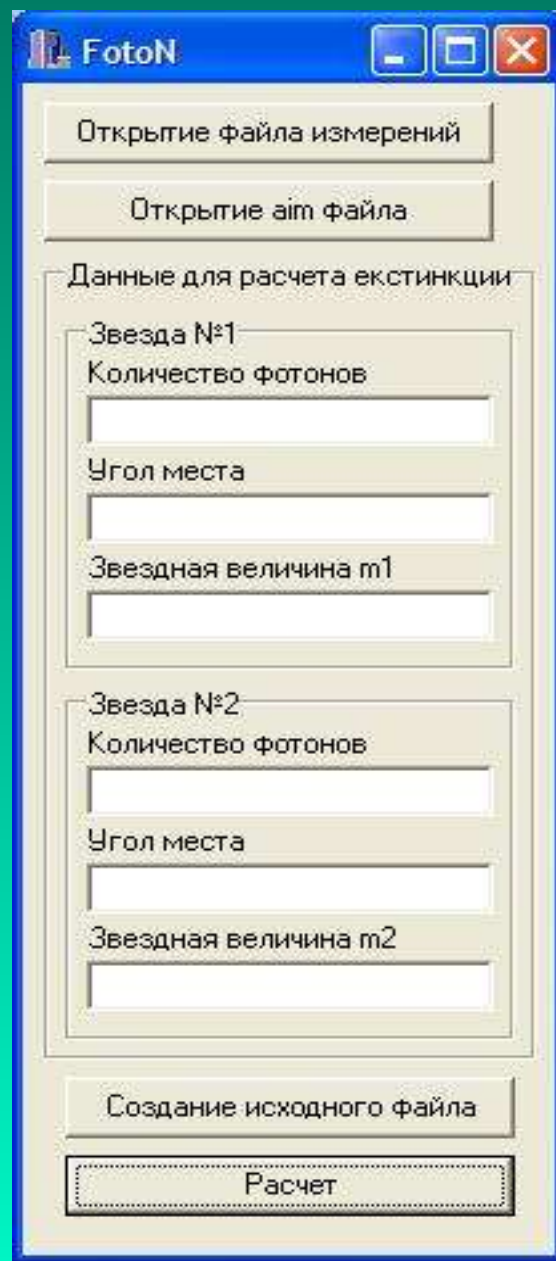 FotoN
Открытие файла измерений
Открытие aim файла
Данные для расчета екстинкции
Звезда №1
Количество фотонов
Угол места
Звездная величина m1
Звезда №2
Количество фотонов
Угол места
Звездная величина m2
Создание исходного файла
Расчет